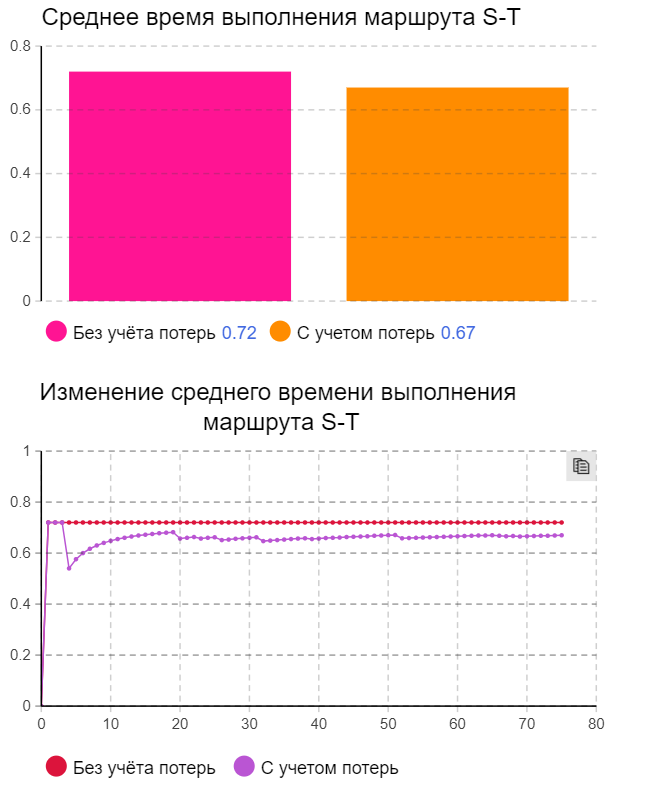 Среднее время выполнения маршрута S-T
0.8
0.6
0.4
0.2
0
Без учёта потерь 0.72 С учетом потерь 0.67
Изменение среднего времени выполнения
маршрута S-T
1
0.8
0.6
0.4
0.2
0
0 10 20 30 40 50 60 70 80
Без учёта потерь С учетом потерь